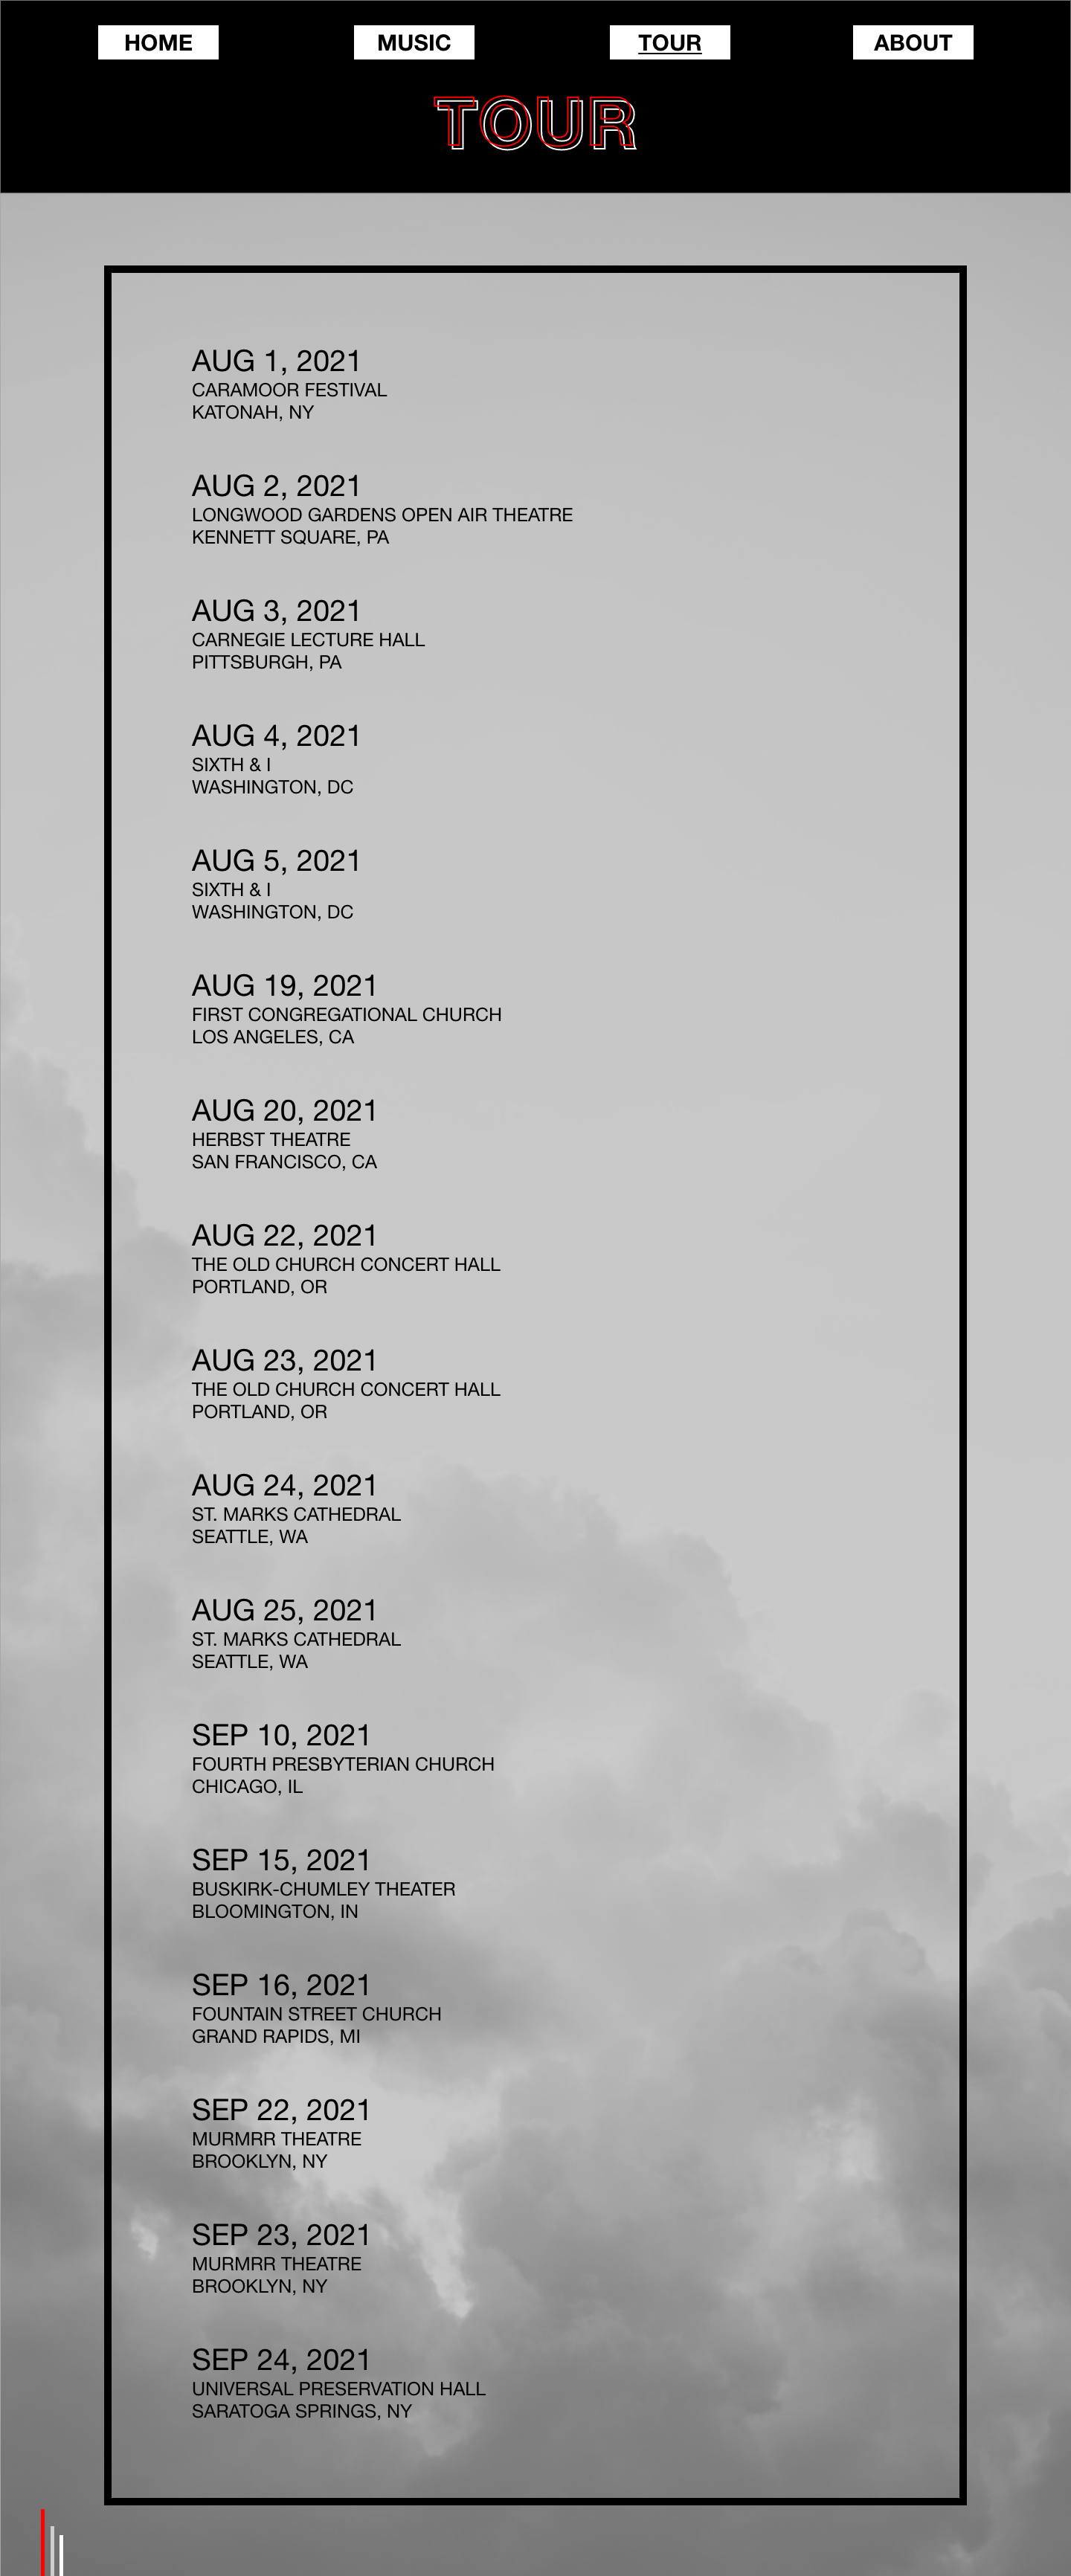 HOME
MUSIC
TOUR
ABOUT
TOUR
AUG 1, 2021
CARAMOOR FESTIVAL
KATONAH, NY
AUG 2, 2021
LONGWOOD GARDENS OPEN AIR THEATRE
KENNETT SQUARE, PA
AUG 3, 2021
CARNEGIE LECTURE HALL
PITTSBURGH, PA
AUG 4, 2021
SIXTH & I
WASHINGTON, DC
AUG 5, 2021
SIXTH & I
WASHINGTON, DC
AUG 19, 2021
FIRST CONGREGATIONAL CHURCH
LOS ANGELES, CA
AUG 20, 2021
HERBST THEATRE
SAN FRANCISCO, CA
AUG 22, 2021
THE OLD CHURCH CONCERT HALL
PORTLAND, OR
AUG 23, 2021
THE OLD CHURCH CONCERT HALL
PORTLAND, OR
AUG 24, 2021
ST. MARKS CATHEDRAL
SEATTLE, WA
AUG 25, 2021
ST. MARKS CATHEDRAL
SEATTLE, WA
SEP 10, 2021
FOURTH PRESBYTERIAN CHURCH
CHICAGO, IL
SEP 15, 2021
BUSKIRK-CHUMLEY THEATER
BLOOMINGTON, IN
SEP 16, 2021
FOUNTAIN STREET CHURCH
GRAND RAPIDS, MI
SEP 22, 2021
MURMRR THEATRE
BROOKLYN, NY
SEP 23, 2021
MURMRR THEATRE
BROOKLYN, NY
SEP 24, 2021
UNIVERSAL PRESERVATION HALL
SARATOGA SPRINGS, NY